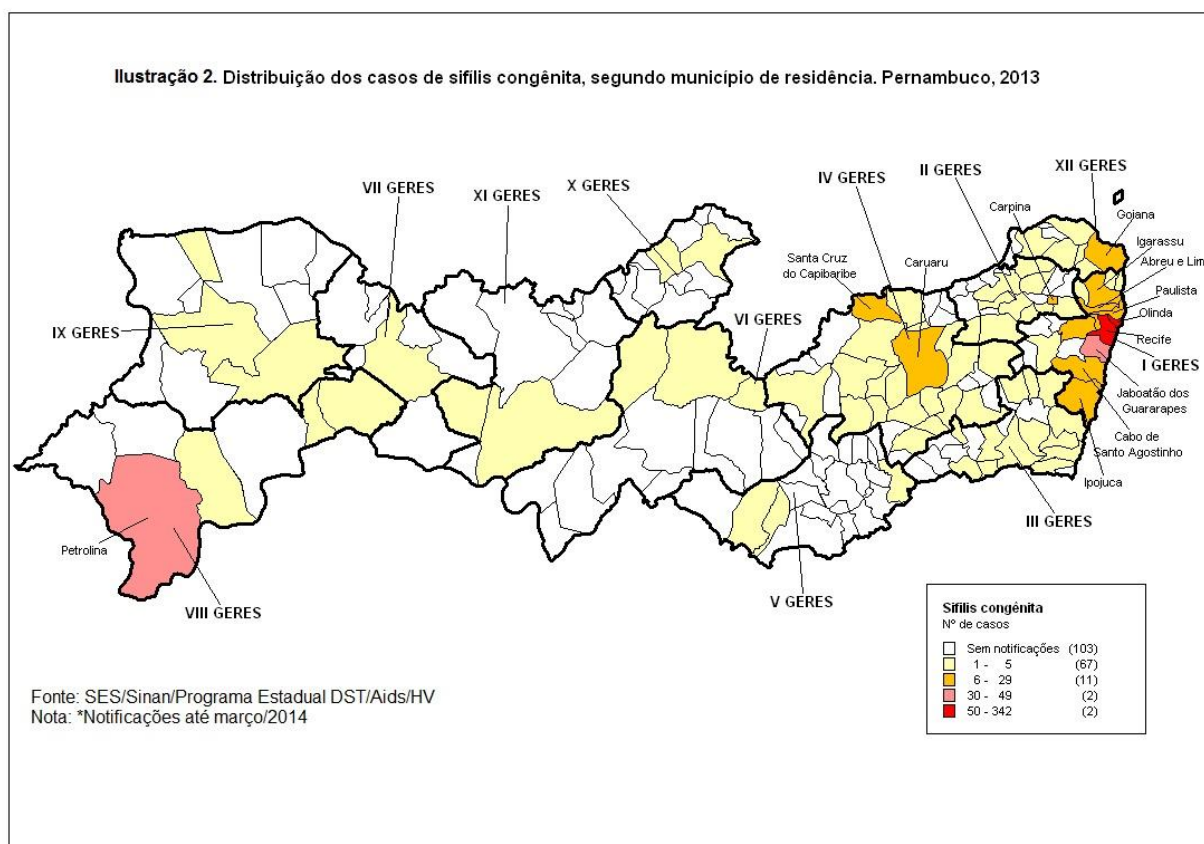 Ilustração 2. Distribuição dos casos de sífilis congênita, segundo município de residência. Pernambuco, 2013
XII GERES
II GERES
IV GERES
VII GERES
X GERES
XI GERES
Carpina
Goiana
Igarassu
Abreu e Lim
Santa Cruz
do Capibaribe
Caruaru
Paulista
Olinda
IX GERES
VI GERES
Recife
I GERES
Jaboatão dos
Guararapes
Cabo de
Santo Agostinho
Ipojuca
III GERES
Petrolina
VIII GERES
V GERES
Sífilis congênita
Nº de casos
Sem notificações (103)
1 - 5 (67)
6 - 29 (11)
30 - 49 (2)
50 - 342 (2)
Fonte: SES/Sinan/Programa Estadual DST/Aids/HV
Nota: *Notificações até março/2014